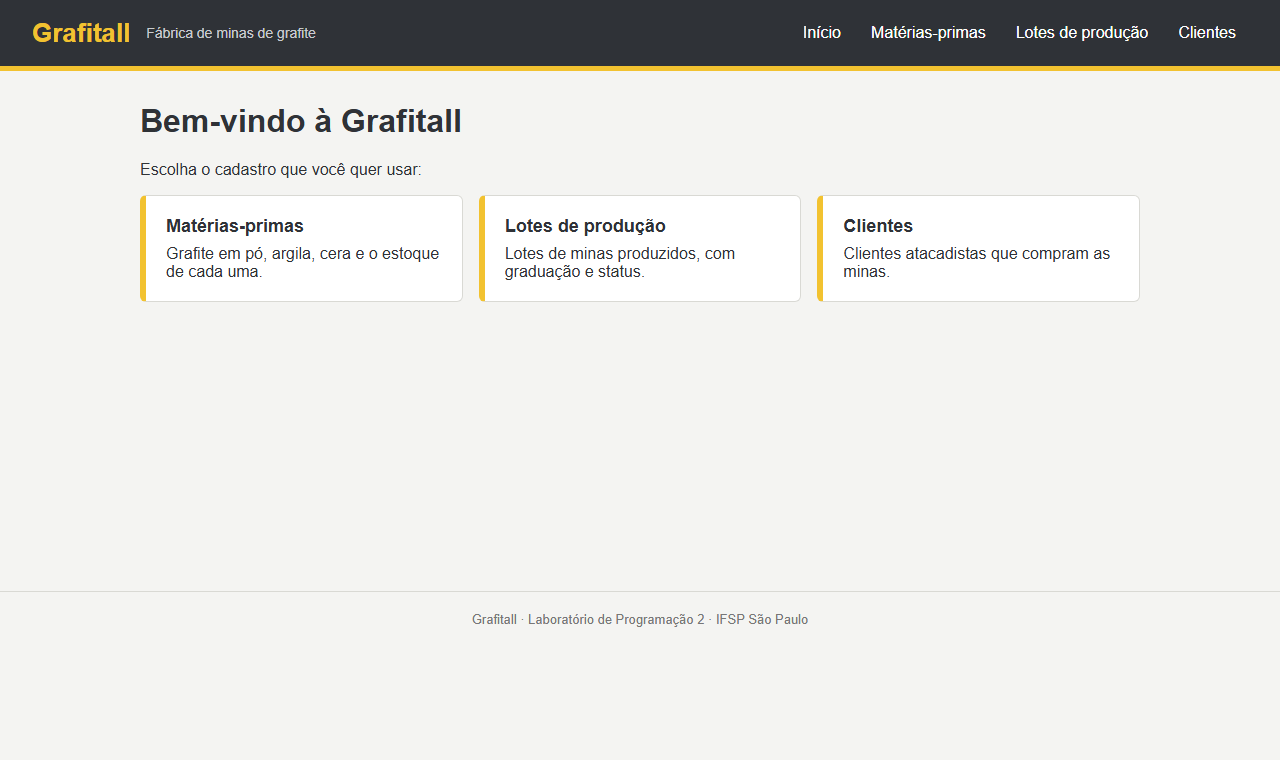 Grafitall
Fábrica de minas de grafite
Início
Matérias-primas
Lotes de produção
Clientes
Bem-vindo à Grafitall
Escolha o cadastro que você quer usar:
Matérias-primas
Grafite em pó, argila, cera e o estoque
de cada uma.
Lotes de produção
Lotes de minas produzidos, com
graduação e status.
Clientes
Clientes atacadistas que compram as
minas.
Grafitall · Laboratório de Programação 2 · IFSP São Paulo